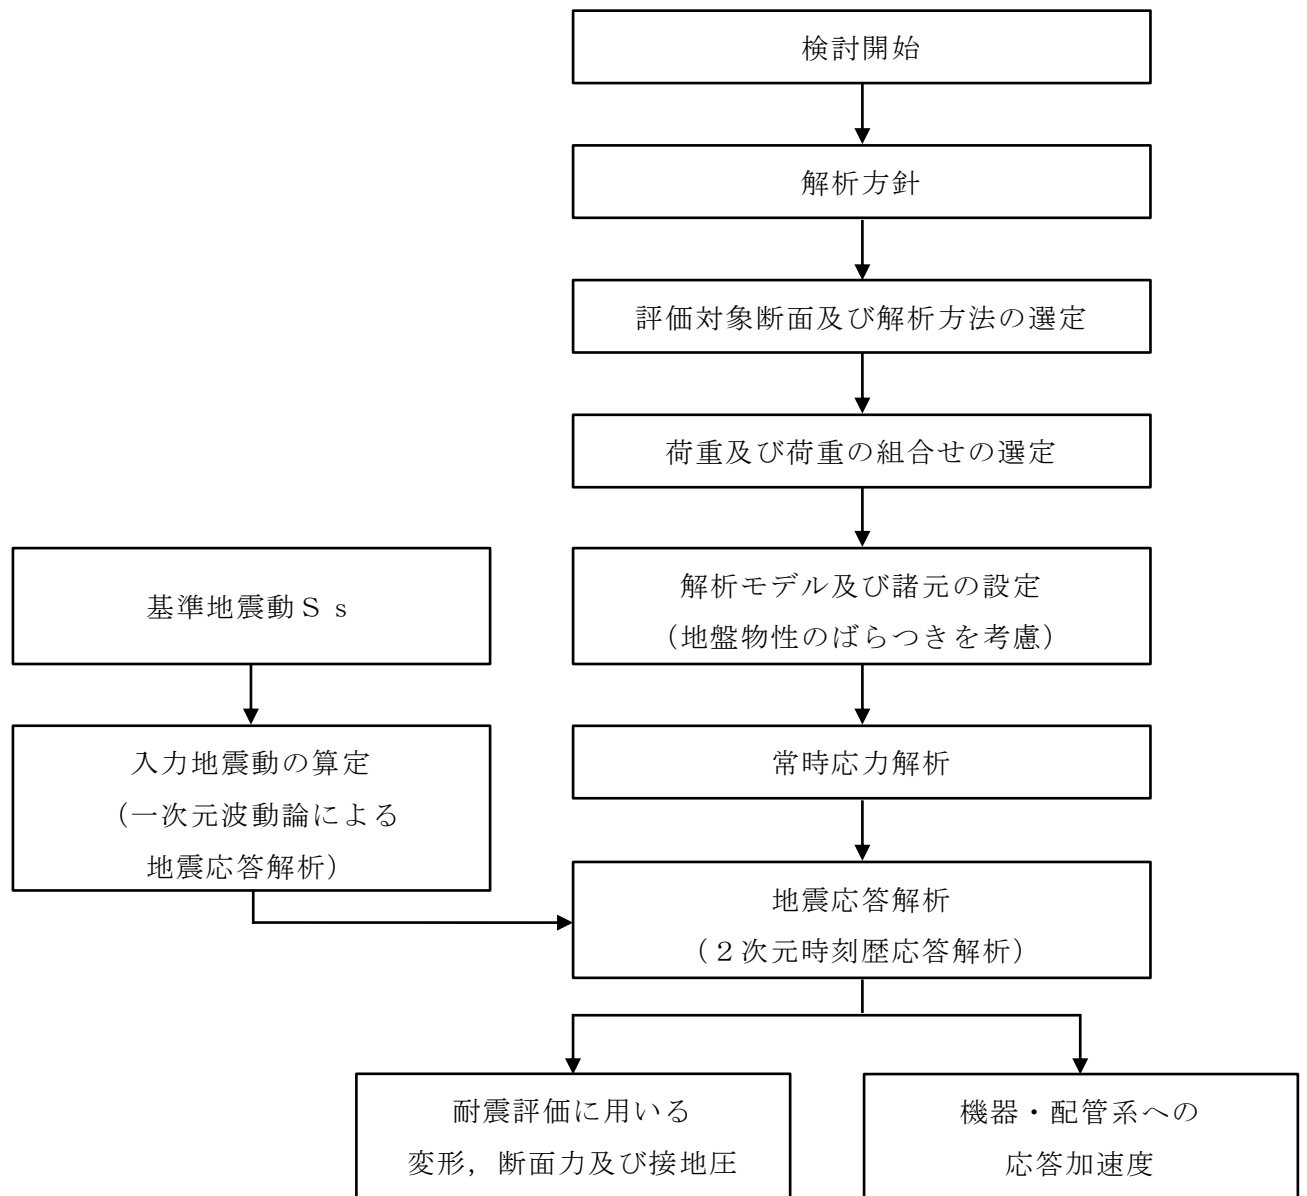 検討開始
解析方針
評価対象断面及び解析方法の選定
荷重及び荷重の組合せの選定
解析モデル及び諸元の設定
（地盤物性のばらつきを考慮）
基準地震動Ｓｓ
入力地震動の算定
（一次元波動論による
地震応答解析）
常時応力解析
地震応答解析
（２次元時刻歴応答解析）
耐震評価に用いる
変形，断面力及び接地圧
機器・配管系への
応答加速度